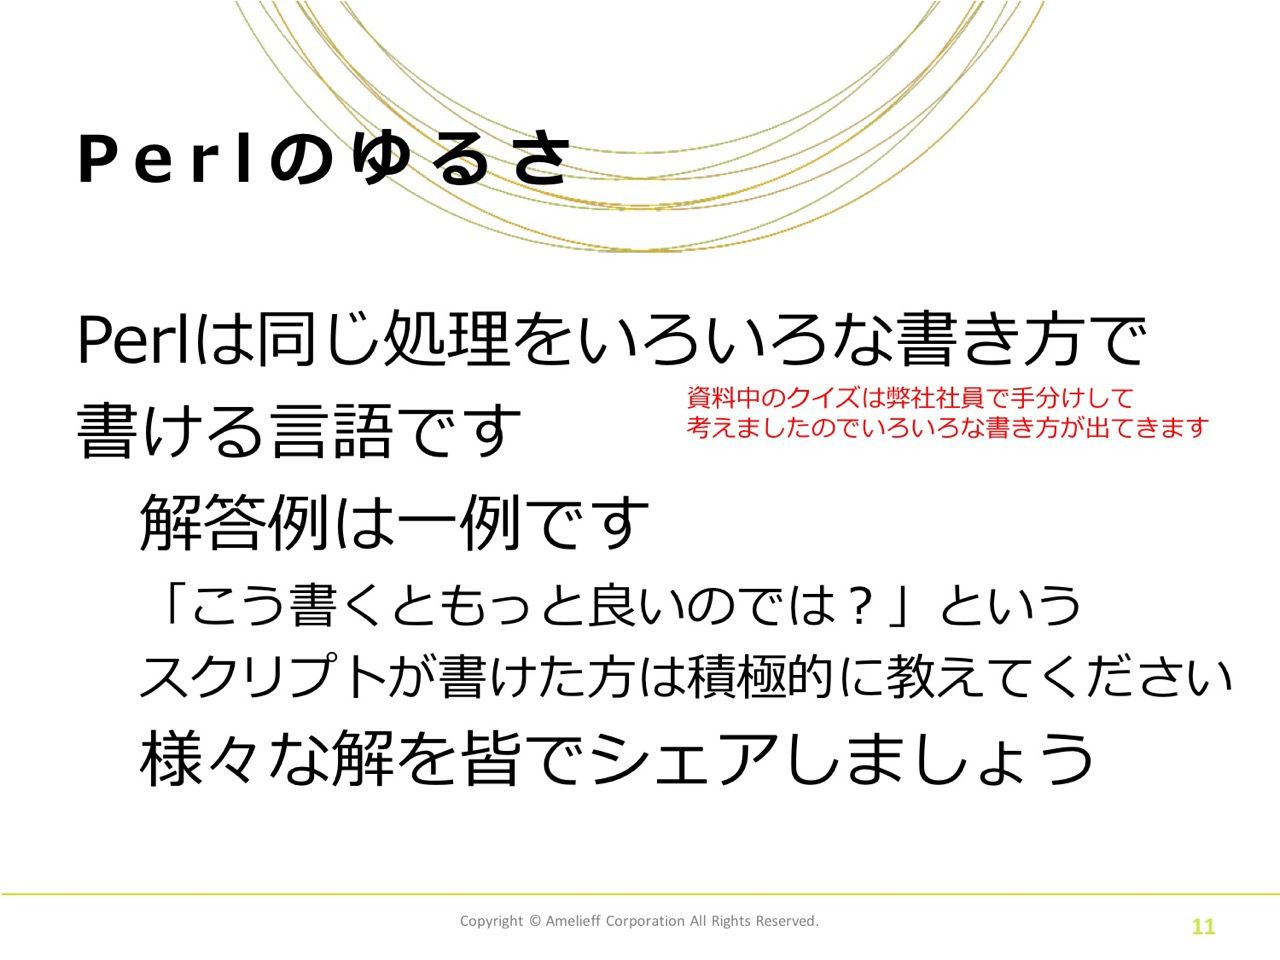 Perlのゆるさ
Perlは同じ処理をいろいろな書き方で
書ける言語です
資料中のクイズは弊社社員で手分けして
考えましたのでいろいろな書き方が出てきます
解答例は一例です
「こう書くともっと良いのでは？」という
スクリプトが書けた方は積極的に教えてください
様々な解を皆でシェアしましょう
Copyright © Amelieff Corporation All Rights Reserved.
11